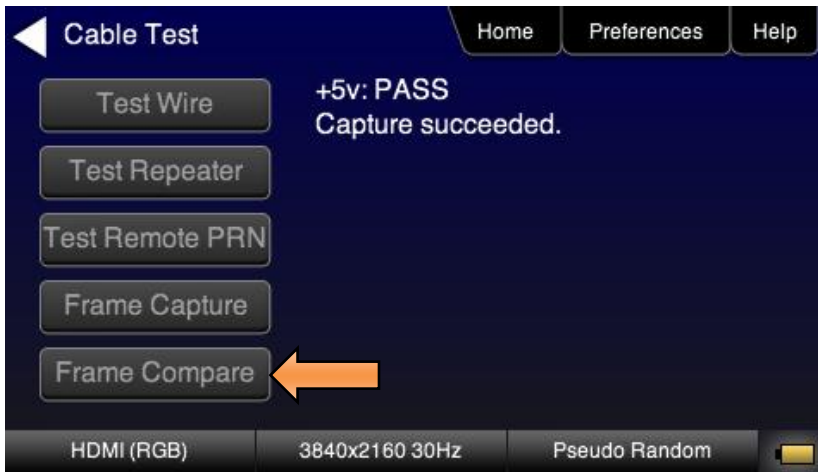 Cable Test
Home
Preferences
Help
Test Wire
Test Repeater
Test Remote PRN
Frame Capture
Frame Compare
+5v: PASS
Capture succeeded.
HDMI (RGB)
3840x2160 30Hz
Pseudo Random